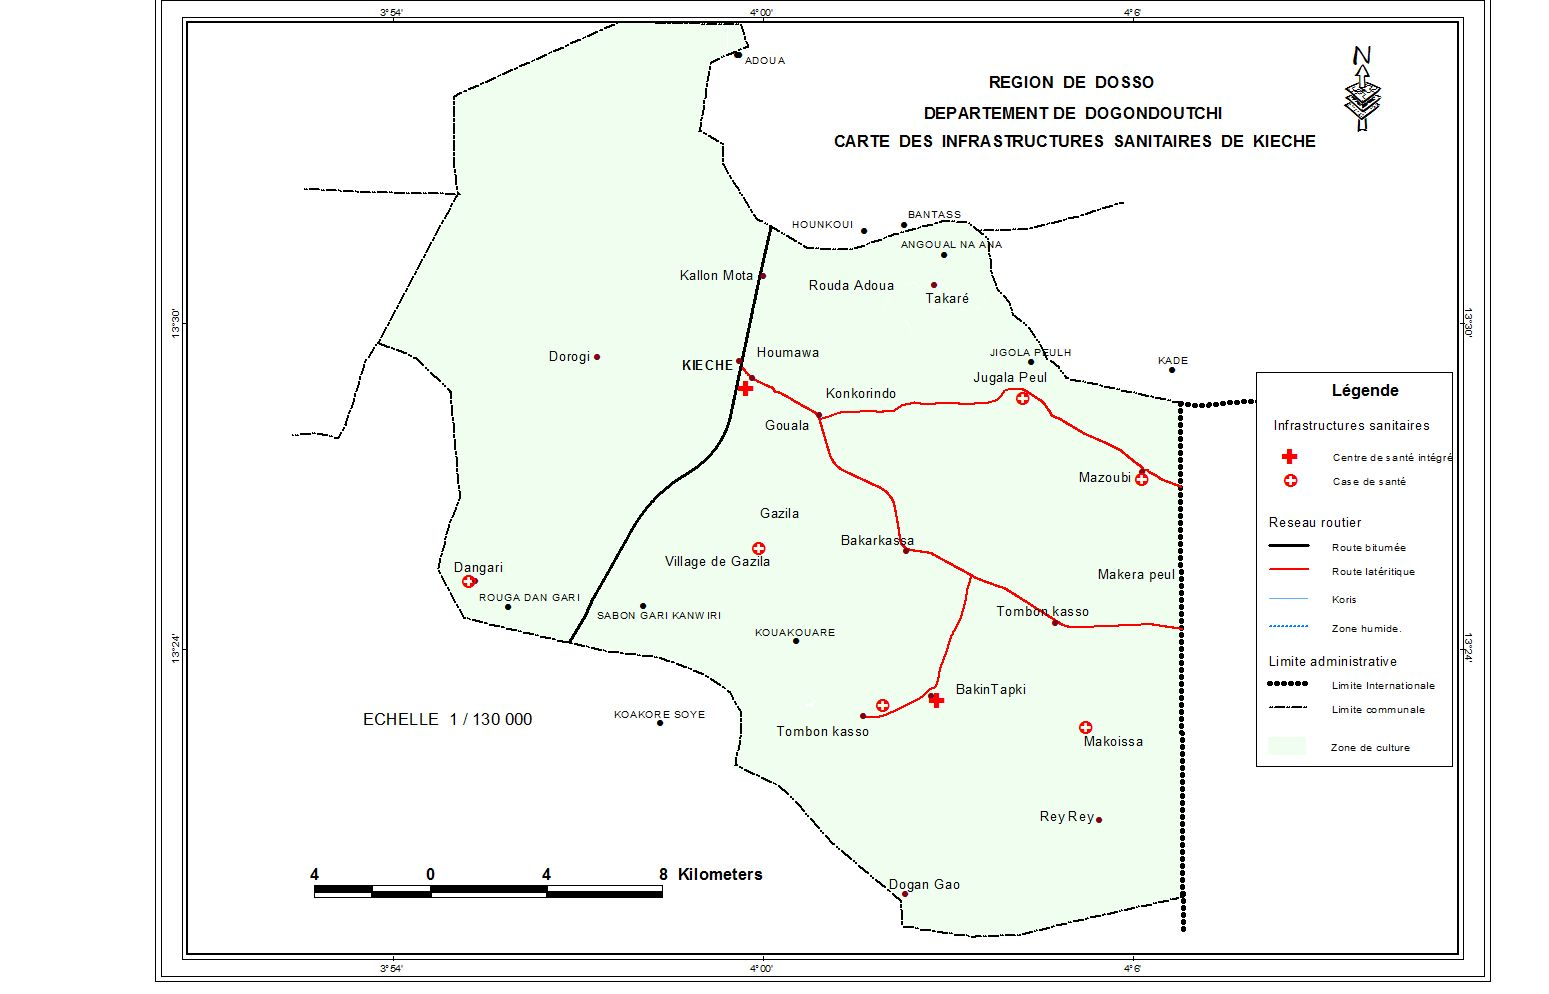 3°54'
4°00'
4°6'
N
ADOUA
REGION DE DOSSO
DEPARTEMENT DE DOGONDOUTCHI
CARTE DES INFRASTRUCTURES SANITAIRES DE KIECHE
BANTASS
HOUNKOUI
ANGOUAL NA ANA
Kallon Mota
Rouda Adoua
Takaré
13°30'
13°30'
Houmawa
JIGOLA PEULH
Dorogi
KIECHE
KADE
Jugala Peul
Konkorindo
Gouala
Mazoubi
Gazila
Bakarkassa
Village de Gazila
Dangari
Makera peul
ROUGA DAN GARI
SABON GARI KANWIRI
Tombon kasso
KOUAKOUARE
13°24'
13°24'
BakinTapki
KOAKORE SOYE
ECHELLE 1 / 130 000
Tombon kasso
Makoissa
Rey Rey
Dogan Gao
4 0 4 8 Kilometers
Légende
Infrastructures sanitaires
Centre de santé intégré
Case de santé
Reseau routier
Route bitumée
Route latéritique
Koris
Zone humide.
Limite administrative
Limite Internationale
Limite communale
Zone de culture
3°54'
4°00'
4°6'